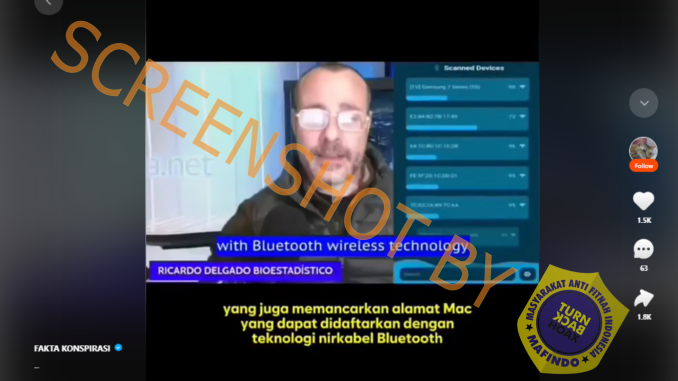 Scanned Devices
a.net
with Bluetooth wireless technology
RICARDO DELGADO BIOESTADÍSTICO
yang juga memancarkan alamat Mac
yang dapat didaftarkan dengan
teknologi nirkabel Bluetooth
SCREENSHOT BY
MASYARAKAT ANTI FITNAH INDONESIA
TURN
BACK
HOAX
MAFINDO
Follow
1.5K
63
1.8K
FAKTA KONSPIRASI
...